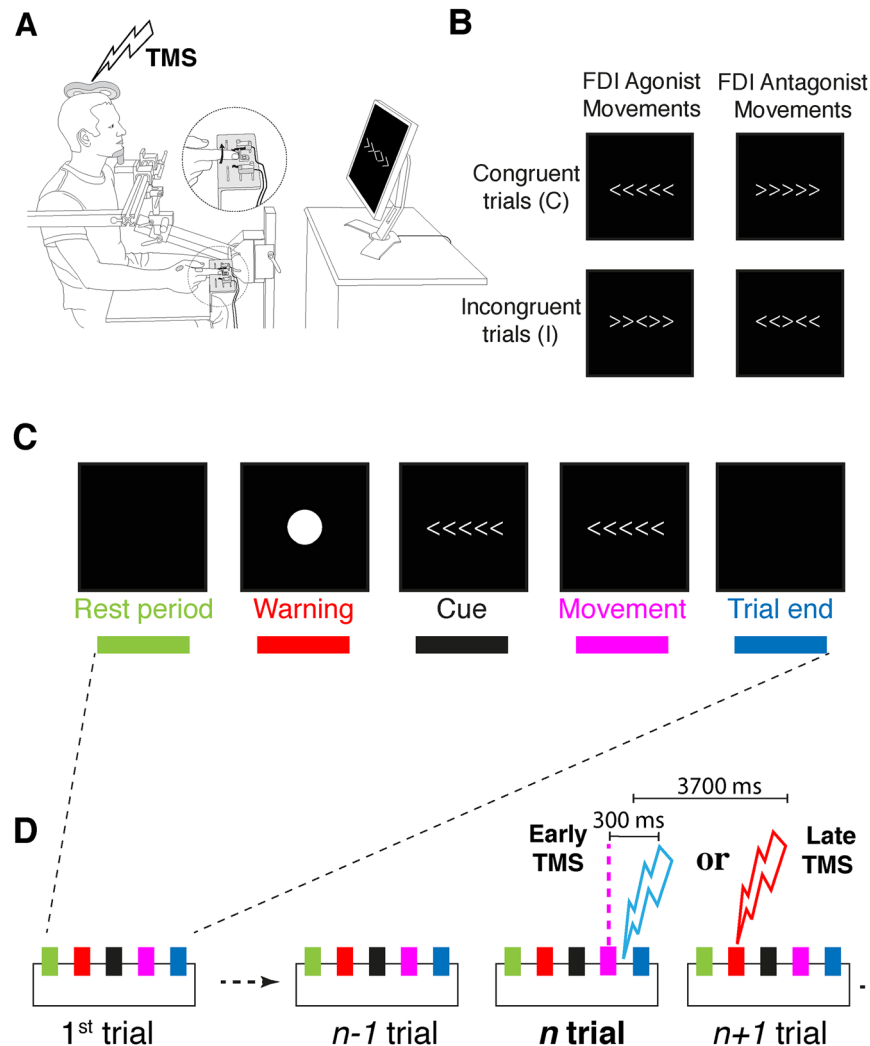 A
TMS
B
FDI Agonist
Movements
FDI Antagonist
Movements
Congruent
trials (C)
<<<<<
>>>>>
Incongruent
trials (I)
>><>>
<<><<
C
<<<<<
<<<<<
Rest period
Warning
Cue
Movement
Trial end
D
3700 ms
300 ms
Early
TMS
or
Late
TMS
1st trial
n-1 trial
n trial
n+1 trial